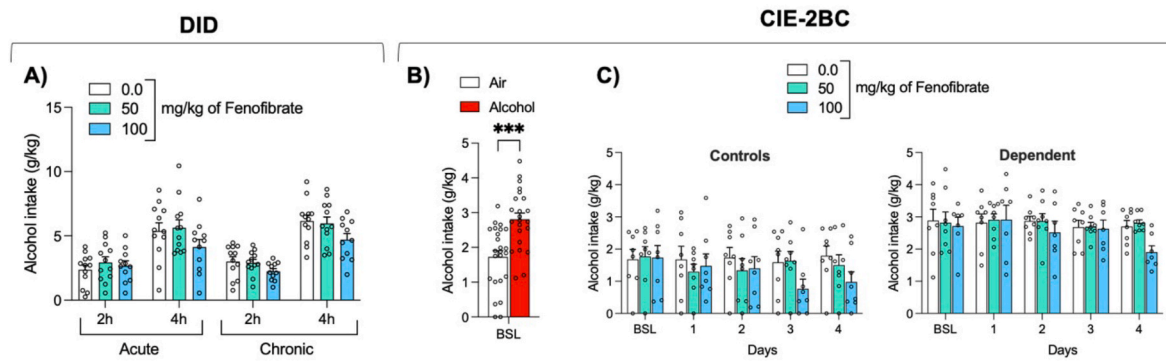 DID
CIE-2BC
A)
0.0
50
100
mg/kg of Fenofibrate
Alcohol intake (g/kg)
15
10
5
0
2h
4h
2h
4h
Acute
Chronic
B)
Air
Alcohol
***
Alcohol intake (g/kg)
5
4
3
2
1
0
BSL
C)
0.0
50
100
mg/kg of Fenofibrate
Controls
Alcohol intake (g/kg)
5
4
3
2
1
0
BSL
1
2
3
4
Days
Dependent
Alcohol intake (g/kg)
5
4
3
2
1
0
BSL
1
2
3
4
Days